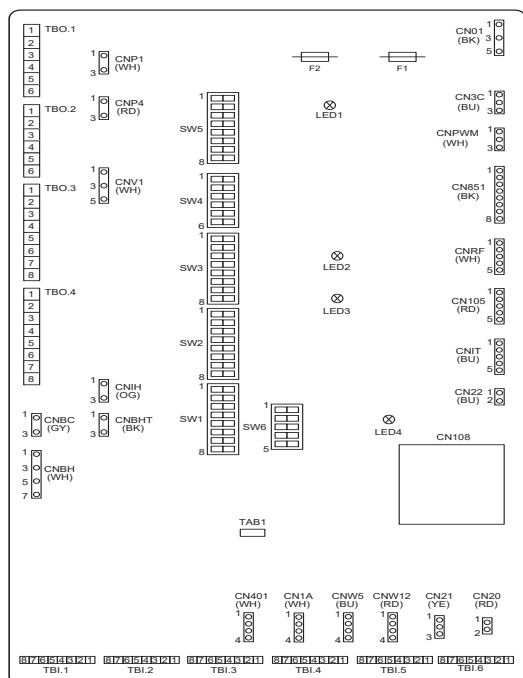 TBO.1
1
2
3
4
5
6
TBO.2
1
2
3
4
5
6
TBO.3
1
2
3
4
5
6
7
8
TBO.4
1
2
3
4
5
6
7
8
1
3
CNP1
(WH)
1
3
CNP4
(RD)
1
3
5
CNV1
(WH)
1
3
CNIH
(OG)
1
3
CNBC
(GY)
1
3
CNBHT
(BK)
1
3
5
7
CNBH
(WH)
1
SW5
8
1
SW4
6
1
SW3
8
1
SW2
8
1
SW1
8
1
SW6
5
F2
F1
LED1
LED2
LED3
LED4
CN01
(BK)
1
3
5
CN3C
(BU)
1
3
CNPWM
(WH)
1
3
CN851
(BK)
1
8
CNRF
(WH)
1
5
CN105
(RD)
1
5
CNIT
(BU)
1
5
CN22
(BU)
1
2
CN108
TAB1
CN401
(WH)
1
4
CN1A
(WH)
1
4
CNW5
(BU)
1
4
CNW12
(RD)
1
4
CN21
(YE)
1
3
CN20
(RD)
1
2
8 7 6 5 4 3 2 1
TBI.1
8 7 6 5 4 3 2 1
TBI.2
8 7 6 5 4 3 2 1
TBI.3
8 7 6 5 4 3 2 1
TBI.4
8 7 6 5 4 3 2 1
TBI.5
8 7 6 5 4 3 2 1
TBI.6